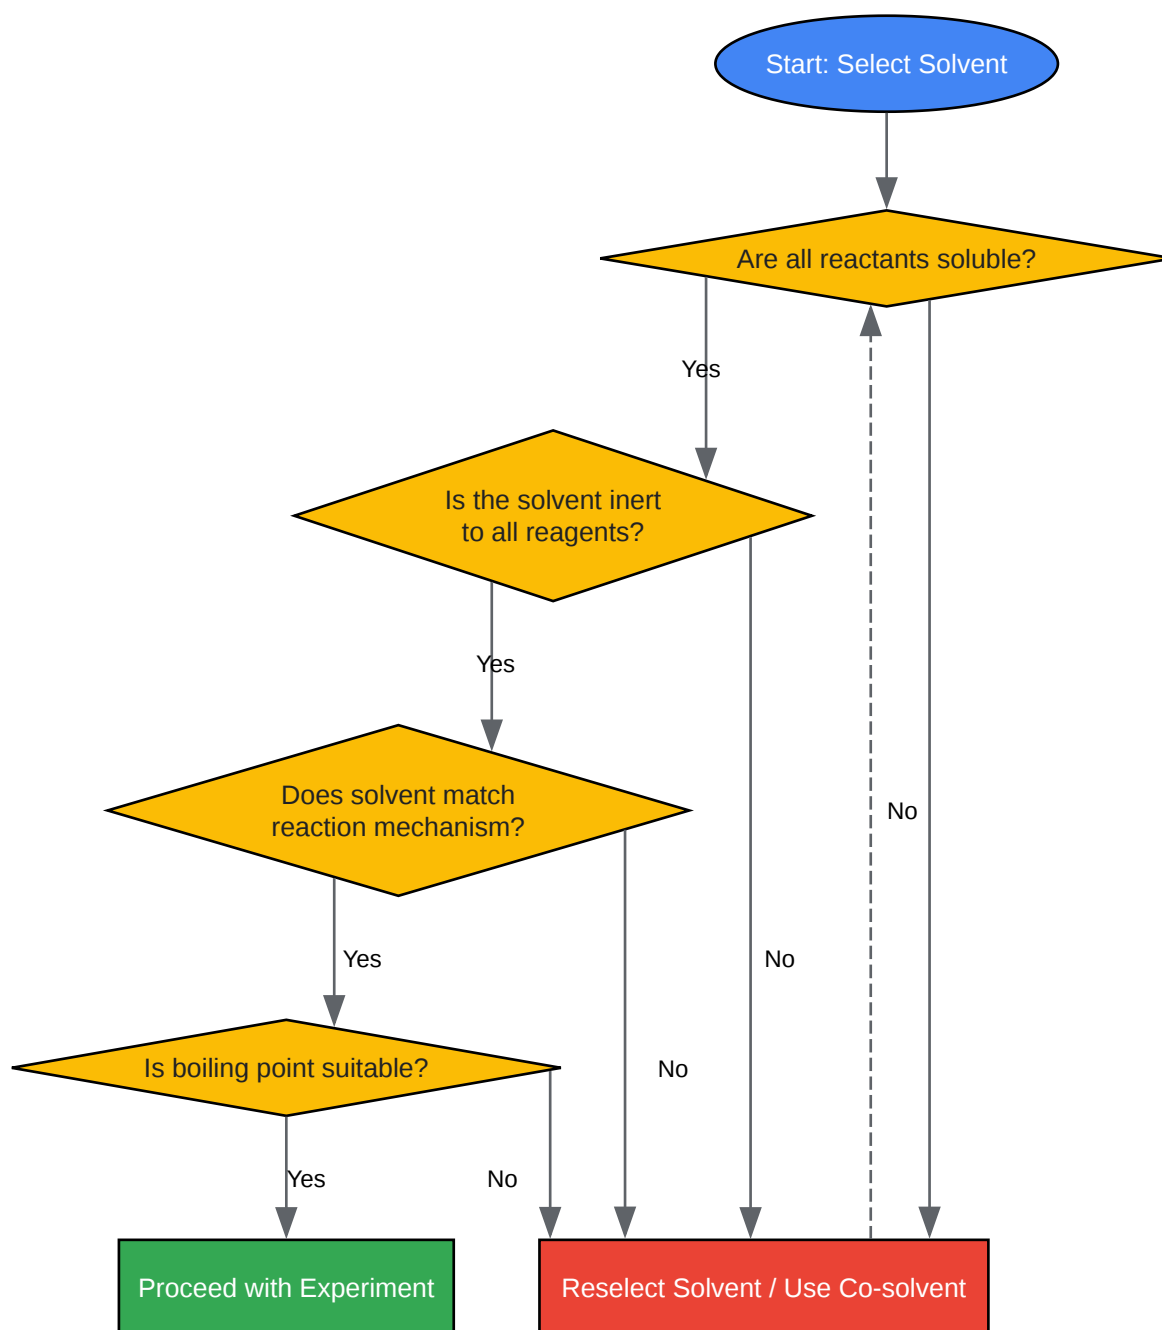 Start: Select Solvent
Are all reactants soluble?
Yes
Is the solvent inert
to all reagents?
Yes
Does solvent match
reaction mechanism?
No
Yes
No
Is boiling point suitable?
No
Yes
No
Proceed with Experiment
Reselect Solvent / Use Co-solvent